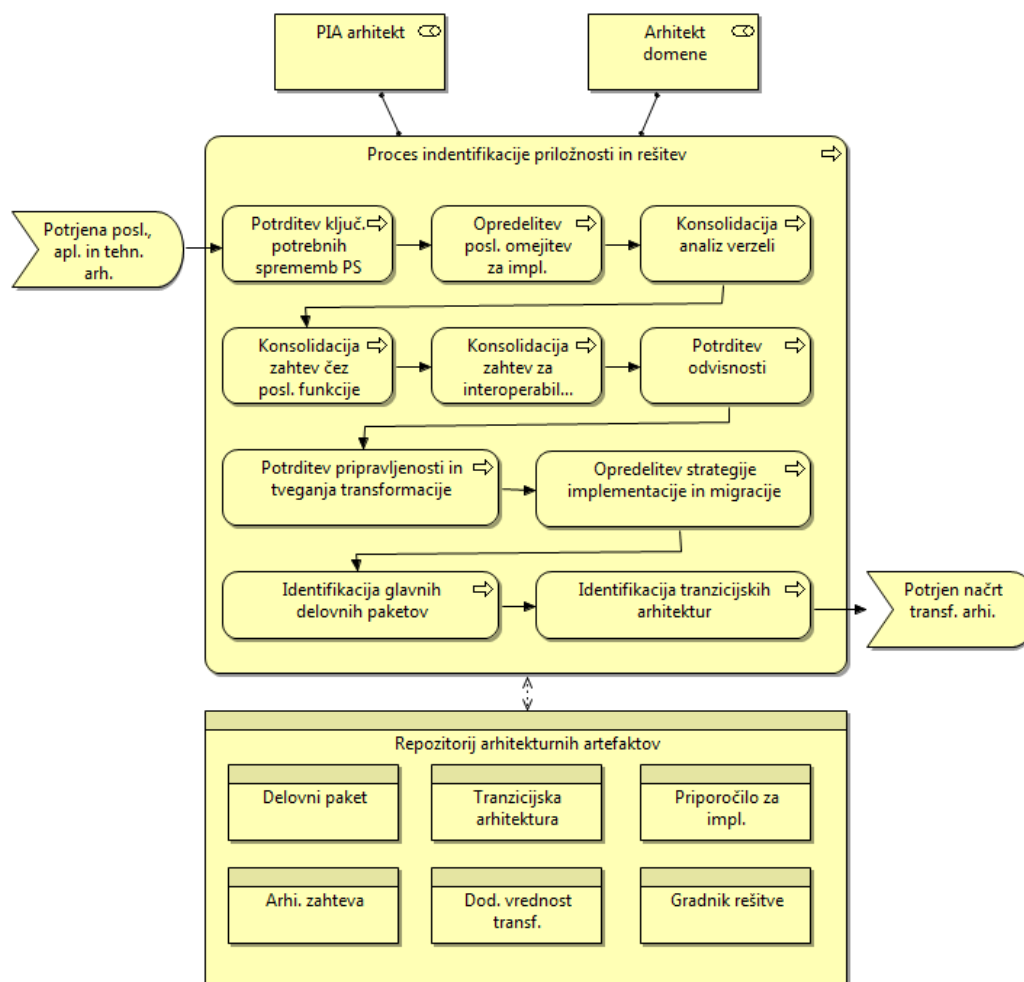 PIA arhitekt
Arhitekt
domene
Proces indentifikacije priložnosti in rešitev
Potrjena posl.,
apl. in tehn.
arh.
Potrditev ključ.
potrebnih
sprememb PS
Opredelitev
posl. omejitev
za impl.
Konsolidacija
analiz verzeli
Konsolidacija
zahtev čez
posl. funkcije
Konsolidacija
zahtev za
interoperabil...
Potrditev
odvisnosti
Potrditev pripravljenosti in
tveganja transformacije
Opredelitev strategije
implementacije in migracije
Identifikacija glavnih
delovnih paketov
Identifikacija tranzicijskih
arhitektur
Potrjen načrt
transf. arhi.
Repozitorij arhitekturnih artefaktov
Delovni paket
Tranzicijska
arhitektura
Priporočilo za
impl.
Arhi. zahteva
Dod. vrednost
transf.
Gradnik rešitve